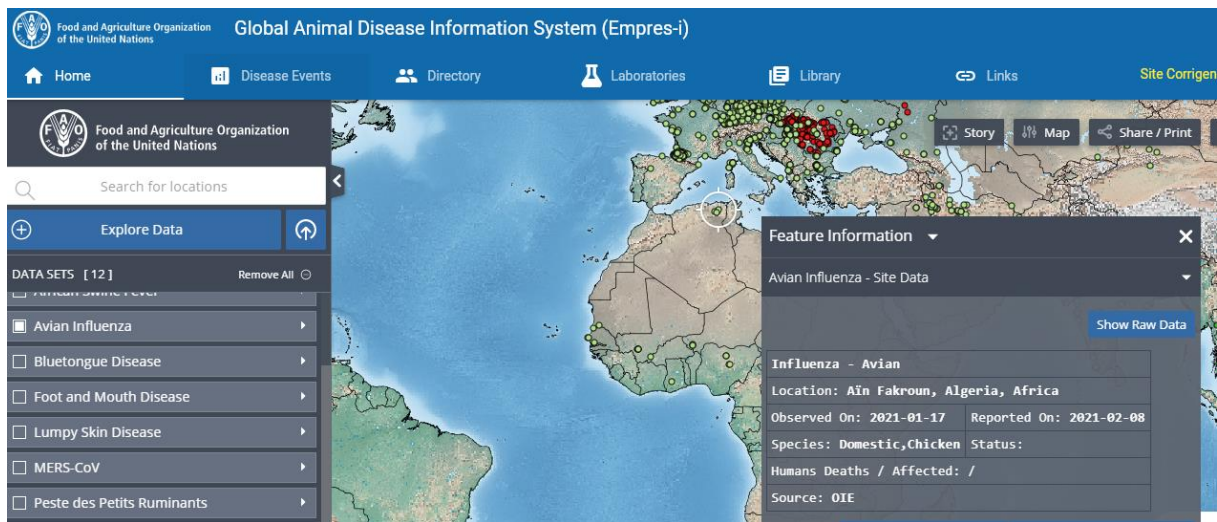 Food and Agriculture Organization
of the United Nations
Global Animal Disease Information System (Empres-i)
Home
Disease Events
Directory
Laboratories
Library
Links
Site Corrigen
Food and Agriculture Organization
of the United Nations
Search for locations
Explore Data
DATA SETS [ 12 ]
Remove All
African Swine Fever
Avian Influenza
Bluetongue Disease
Foot and Mouth Disease
Lumpy Skin Disease
MERS-CoV
Peste des Petits Ruminants
Story
Map
Share / Print
Feature Information
Avian Influenza - Site Data
Show Raw Data
Influenza - Avian
Location: Aïn Fakroun, Algeria, Africa
Observed On: 2021-01-17 Reported On: 2021-02-08
Species: Domestic,Chicken Status:
Humans Deaths / Affected: /
Source: OIE